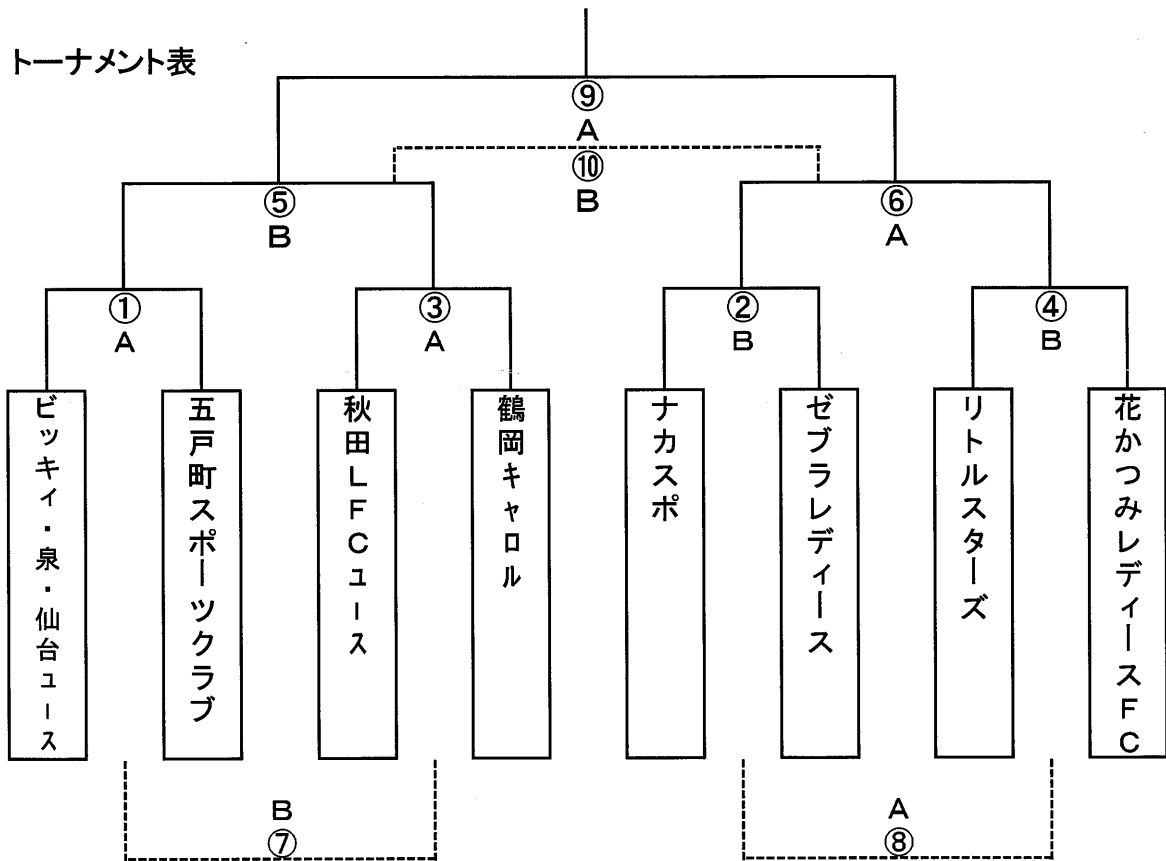 トーナメント表
⑨
A
⑩
B
⑤
B
⑥
A
①
A
③
A
②
B
④
B
ビッキィ・泉・仙台ユース
五戸町スポーツクラブ
秋田LFCユース
鶴岡キャロル
ナカスポ
ゼブラレディース
リトルスターズ
花かつみレディースFC
B
⑦
A
⑧